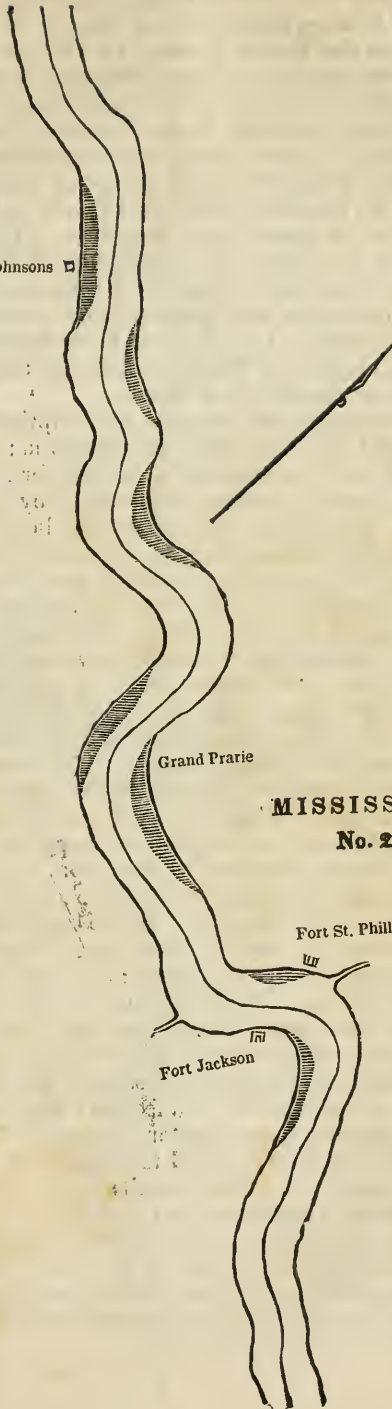 ohnsons
Grand Prarie
MISSISS
No. 2
Fort St. Phill
Fort Jackson